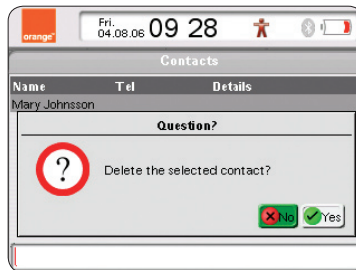 orange™
Fri.
04.08.06 09 28
Contacts
Name Tel Details
Mary Johnsson
Question?
?
Delete the selected contact?
No Yes